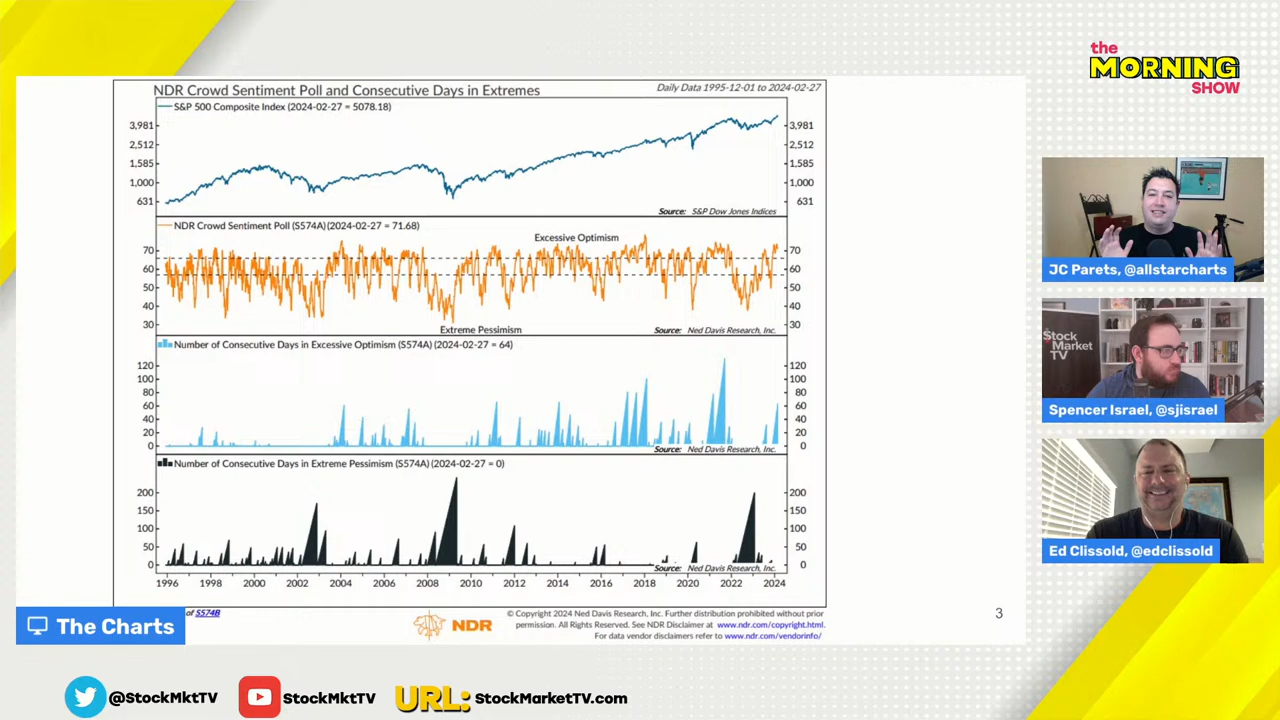 the
MORNING
SHOW
NDR Crowd Sentiment Poll and Consecutive Days in Extremes
Daily Data 1995-12-01 to 2024-02-27
S&P 500 Composite Index (2024-02-27 = 5078.18)
3,981 3,981
2,512 2,512
1,585 1,585
1,000 1,000
631 631
Source: S&P Dow Jones Indices
NDR Crowd Sentiment Poll (S574A) (2024-02-27 = 71.68)
Excessive Optimism
70 70
60 60
50 50
40 40
30 30
Extreme Pessimism
Source: Ned Davis Research, Inc.
Number of Consecutive Days in Excessive Optimism (S574A) (2024-02-27 = 64)
120 120
100 100
80 80
60 60
40 40
20 20
0 0
Source: Ned Davis Research, Inc.
Number of Consecutive Days in Extreme Pessimism (S574A) (2024-02-27 = 0)
200 200
150 150
100 100
50 50
0 0
Source: Ned Davis Research, Inc.
1996 1998 2000 2002 2004 2006 2008 2010 2012 2014 2016 2018 2020 2022 2024
of S574B
NDR
© Copyright 2024 Ned Davis Research, Inc. Further distribution prohibited without prior
permission. All Rights Reserved. See NDR Disclaimer at www.ndr.com/copyright.html.
For data vendor disclaimers refer to www.ndr.com/vendorinfo/
3
The Charts
JC Parets, @allstarcharts
Stock
Market
TV
Spencer Israel, @sjisrael
Ed Clissold, @edclissold
@StockMktTV
StockMktTV
URL: StockMarketTV.com